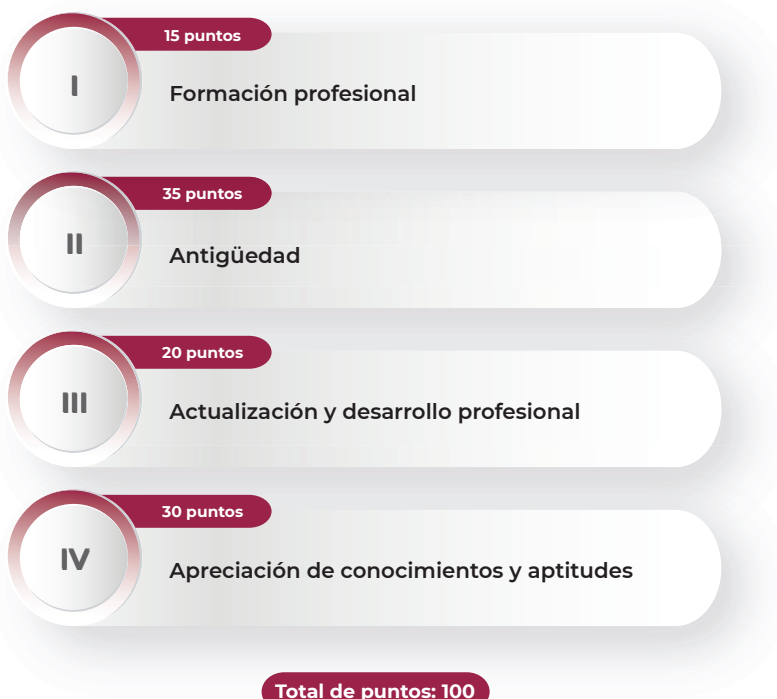 15 puntos
I
Formación profesional
35 puntos
II
Antigüedad
20 puntos
III
Actualización y desarrollo profesional
30 puntos
IV
Apreciación de conocimientos y aptitudes
Total de puntos: 100